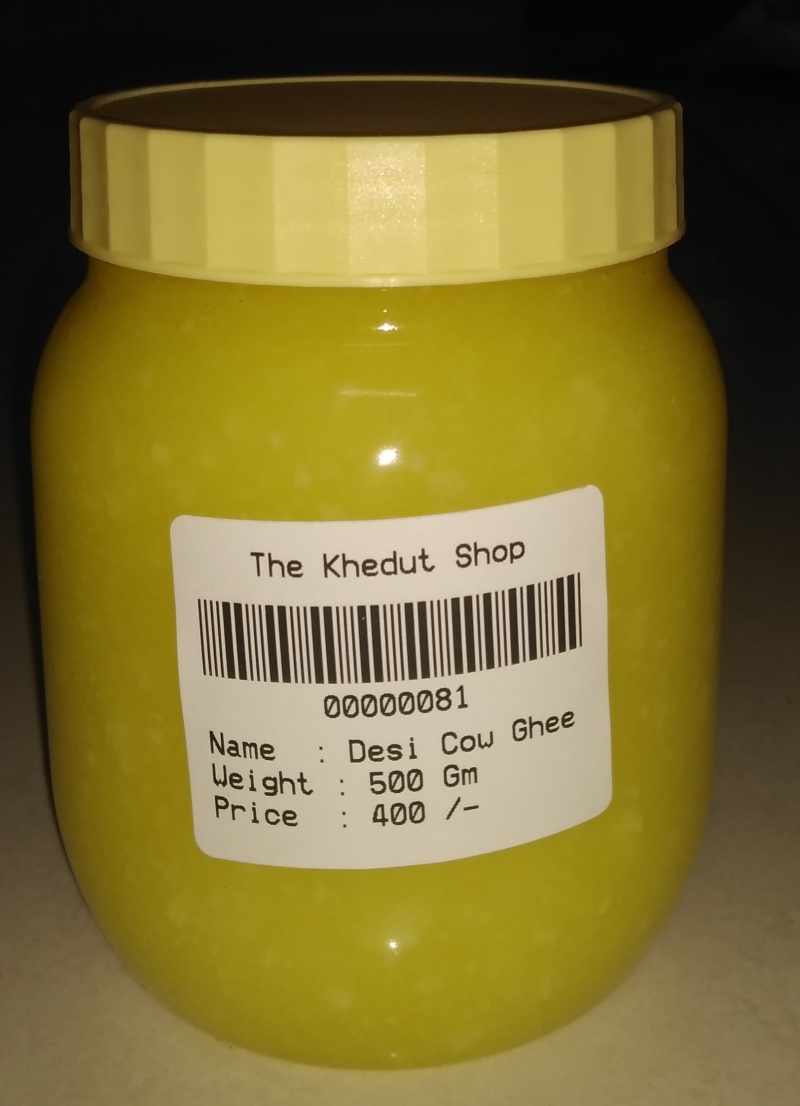 The Khedut Shop
00000081
Name : Desi Cow Ghee
Weight : 500 Gm
Price : 400 /-